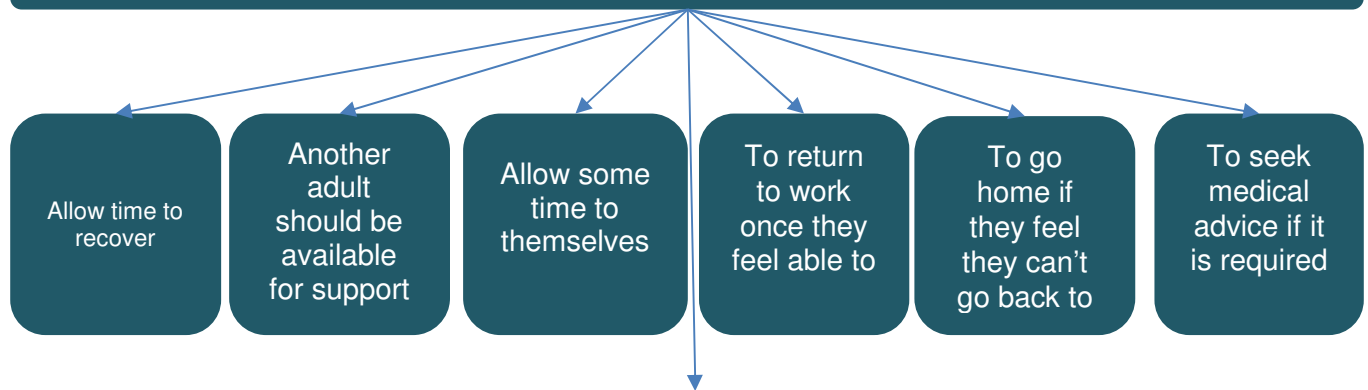 Allow time to
recover
Another
adult
should be
available
for support
Allow some
time to
themselves
To return
to work
once they
feel able to
To go
home if
they feel
they can't
go back to
To seek
medical
advice if it
is required